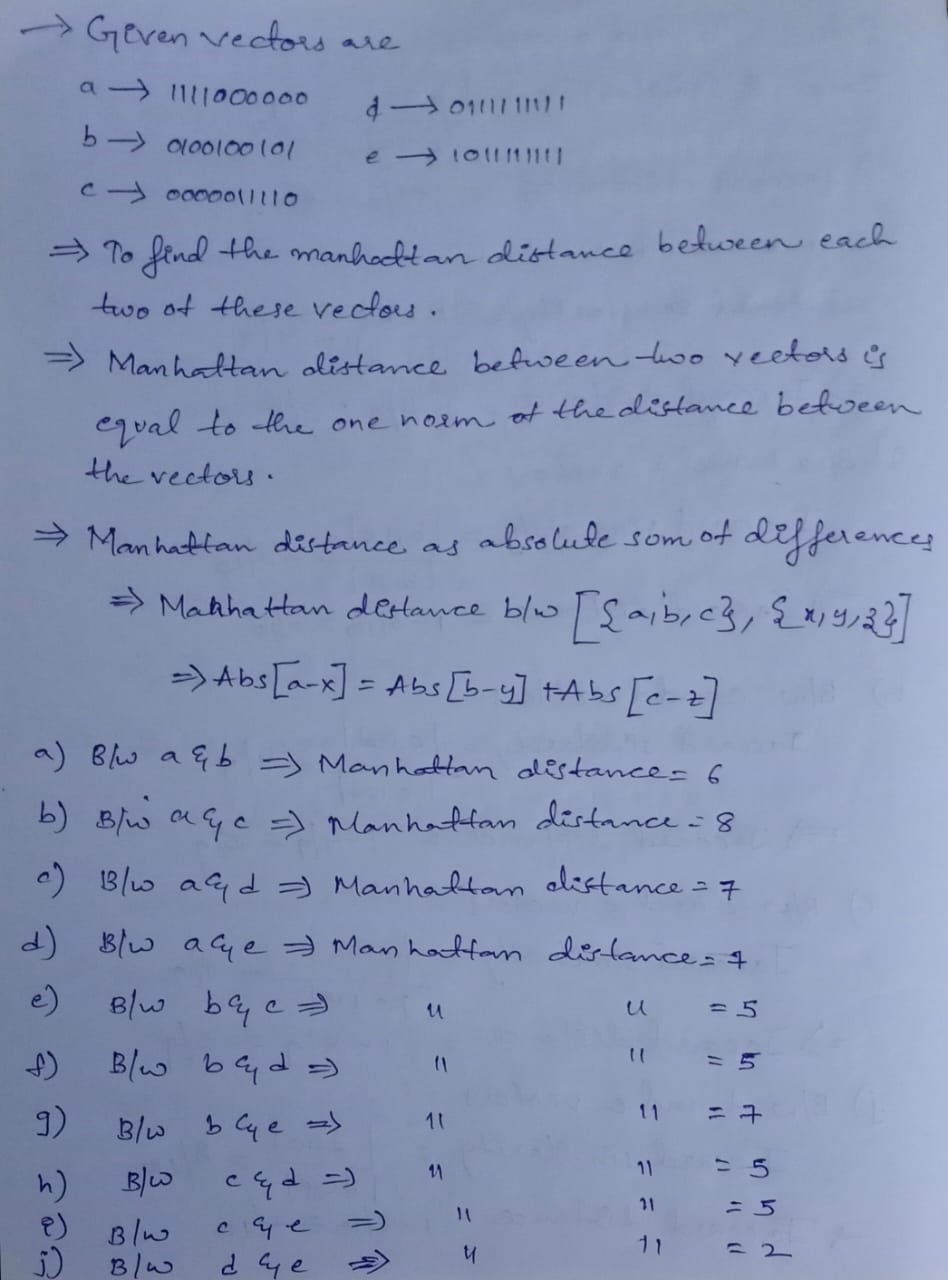 → Given vectors are
a → 1111000000 d → 0111111111
b → 0100100101 e → 1011111111
c → 0000011110
⇒ To find the manhattan distance between each
two of these vectors.
⇒ Manhattan distance between two vectors is
equal to the one norm of the distance between
the vectors.
⇒ Manhattan distance as absolute som of differences
⇒ Manhattan distance b/w [{a,b,c}, {x,y,z}]
⇒ Abs[a-x] = Abs[b-y] + Abs[c-z]
a) B/w a & b ⇒ Manhattan distance = 6
b) B/w a & c ⇒ Manhattan distance = 8
c) B/w a & d ⇒ Manhattan distance = 7
d) B/w a & e ⇒ Manhattan distance = 7
e) B/w b & c ⇒ " " = 5
f) B/w b & d ⇒ " " = 5
g) B/w b & e ⇒ " " = 7
h) B/w c & d ⇒ " " = 5
i) B/w c & e ⇒ " " = 5
j) B/w d & e ⇒ " " = 2